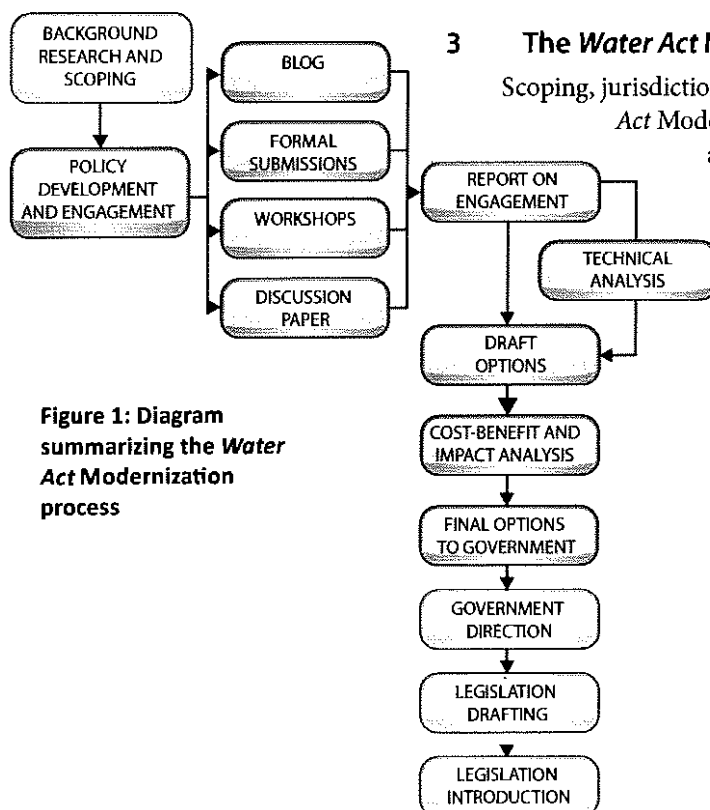 BACKGROUND
RESEARCH AND
SCOPING
POLICY
DEVELOPMENT
AND ENGAGEMENT
BLOG
FORMAL
SUBMISSIONS
WORKSHOPS
DISCUSSION
PAPER
3 The Water Act
Scoping, jurisdictio
Act Mode
a
REPORT ON
ENGAGEMENT
TECHNICAL
ANALYSIS
DRAFT
OPTIONS
COST-BENEFIT AND
IMPACT ANALYSIS
FINAL OPTIONS
TO GOVERNMENT
GOVERNMENT
DIRECTION
LEGISLATION
DRAFTING
LEGISLATION
INTRODUCTION
Figure 1: Diagram
summarizing the Water
Act Modernization
process